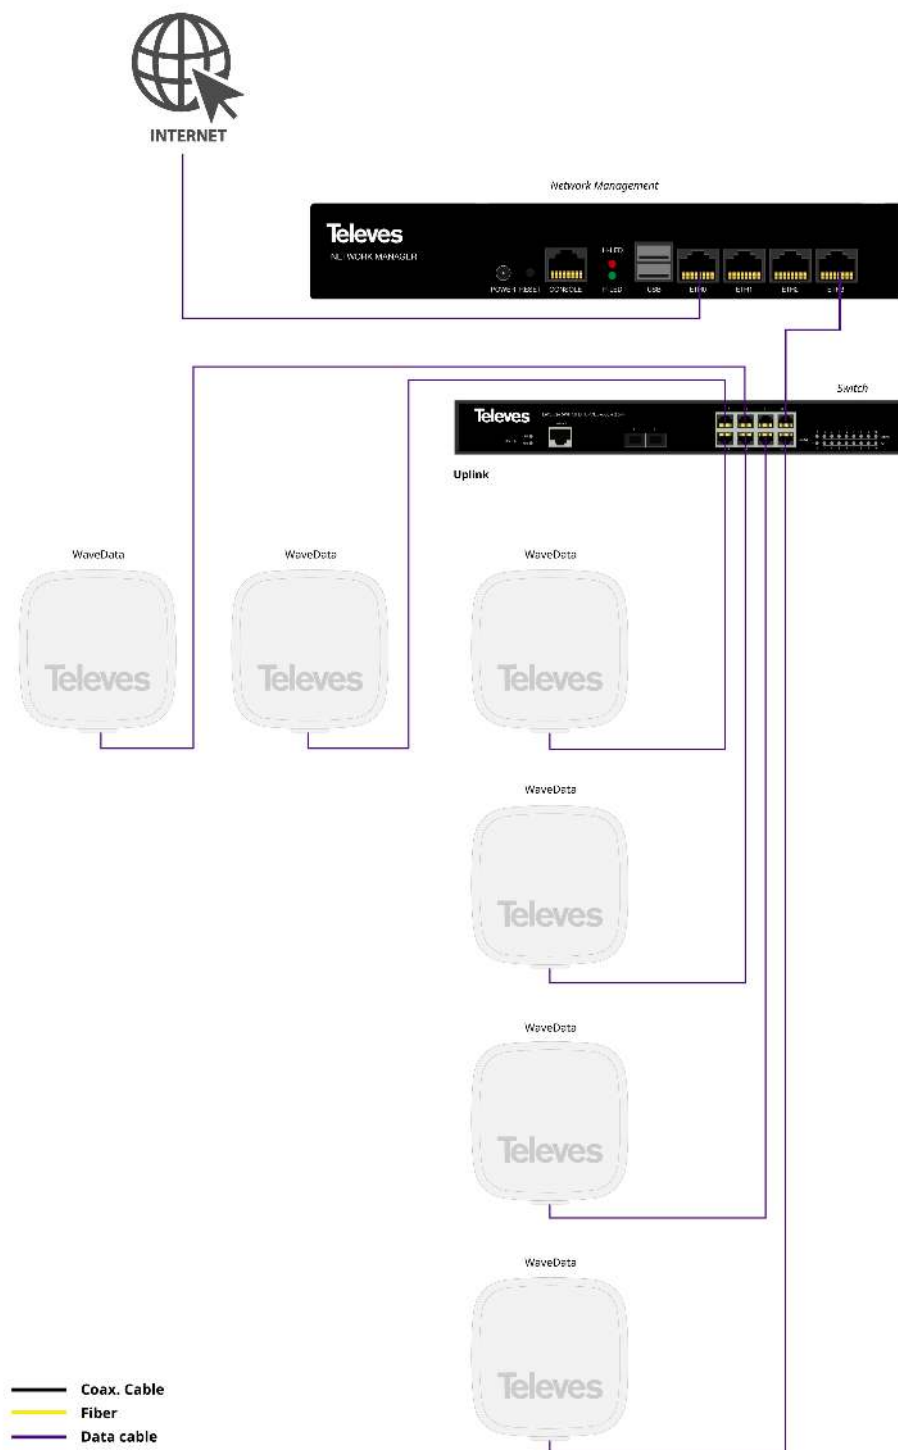 INTERNET
Network Management
Televes
NETWORK MANAGER
POWER RESET CONSOLE USB ETH0 ETH1 ETH2 ETH3
Switch
Televes
Uplink
WaveData
WaveData
WaveData
Televes
Televes
Televes
WaveData
Televes
WaveData
Televes
WaveData
Televes
Coax. Cable
Fiber
Data cable